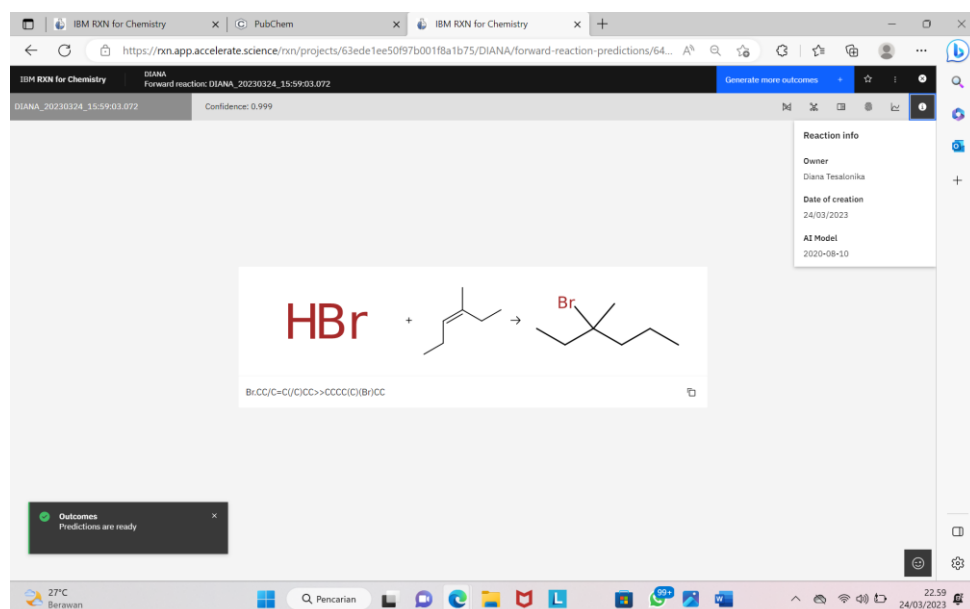 IBM RXN for Chemistry
PubChem
IBM RXN for Chemistry
https://rxn.app.accelerate.science/rxn/projects/63ede1ee50f97b001f8a1b75/DIANA/forward-reaction-predictions/64...
IBM RXN for Chemistry
DIANA
Forward reaction: DIANA_20230324_15:59:03.072
Generate more outcomes +
DIANA_20230324_15:59:03.072
Confidence: 0.999
Reaction info
Owner
Diana Tesalonika
Date of creation
24/03/2023
AI Model
2020-08-10
HBr
+
Br
Br.CC/C=C(/C)CC>>CCCC(C)(Br)CC
Outcomes
Predictions are ready
27°C
Berawan
Pencarian
99+
22.59
24/03/2023